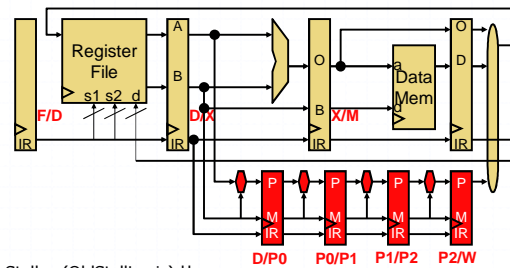 A
Register
File
B
s1 s2 d
F/D
D/X
IR
IR
O
B
IR
X/M
a
d
Data
Mem
O
D
IR
P
P
P
P
M
M
M
M
IR
IR
IR
IR
D/P0
P0/P1
P1/P2
P2/W